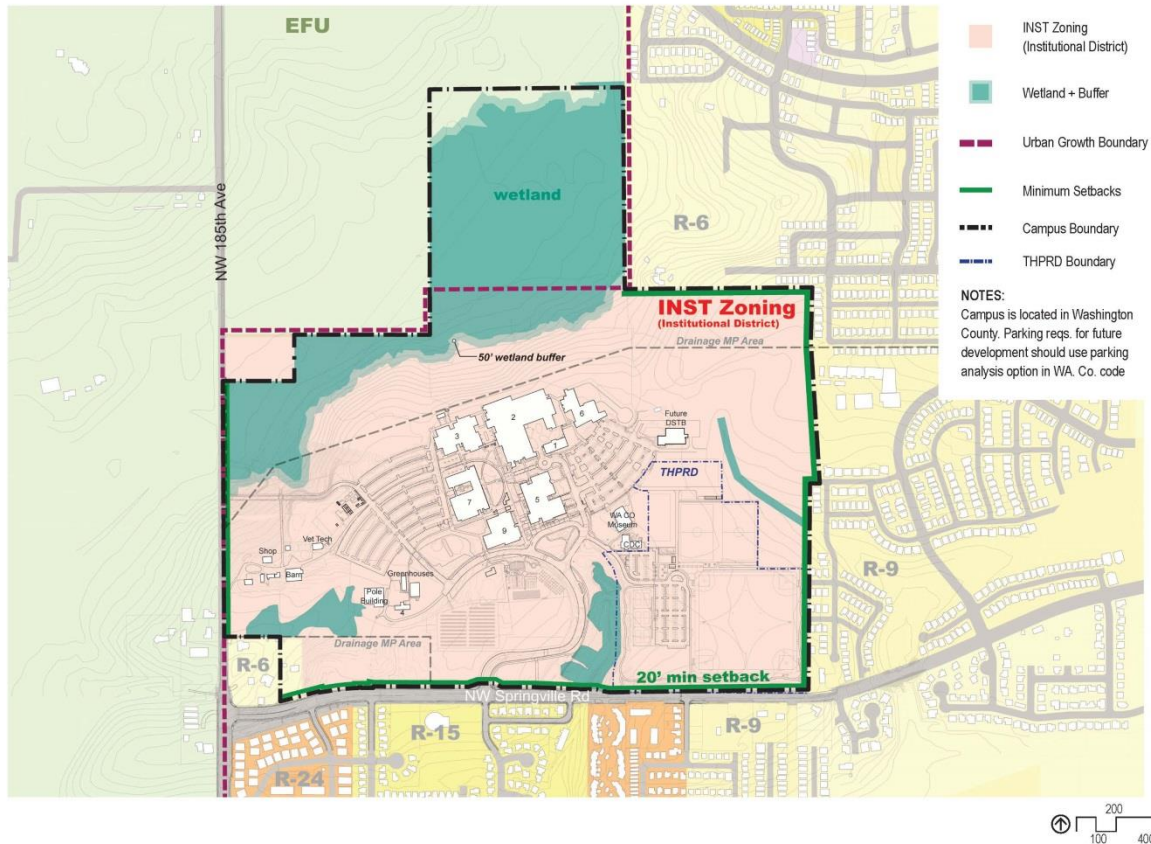 EFU
INST Zoning
(Institutional District)
Wetland + Buffer
Urban Growth Boundary
Minimum Setbacks
Campus Boundary
THPRD Boundary
NOTES:
Campus is located in Washington
County. Parking reqs. for future
development should use parking
analysis option in WA. Co. code
NW 185th Ave
wetland
R-6
INST Zoning
(Institutional District)
Drainage MP Area
50' wetland buffer
2
6
3
1
Future
DSTB
THPRD
7
5
9
WA CO
Museum
CDC
Vet Tech
Shop
Barn
Greenhouses
Pole
Building
4
R-9
Drainage MP Area
R-6
20' min setback
NW Springville Rd
R-15
R-9
R-24
200
100
400